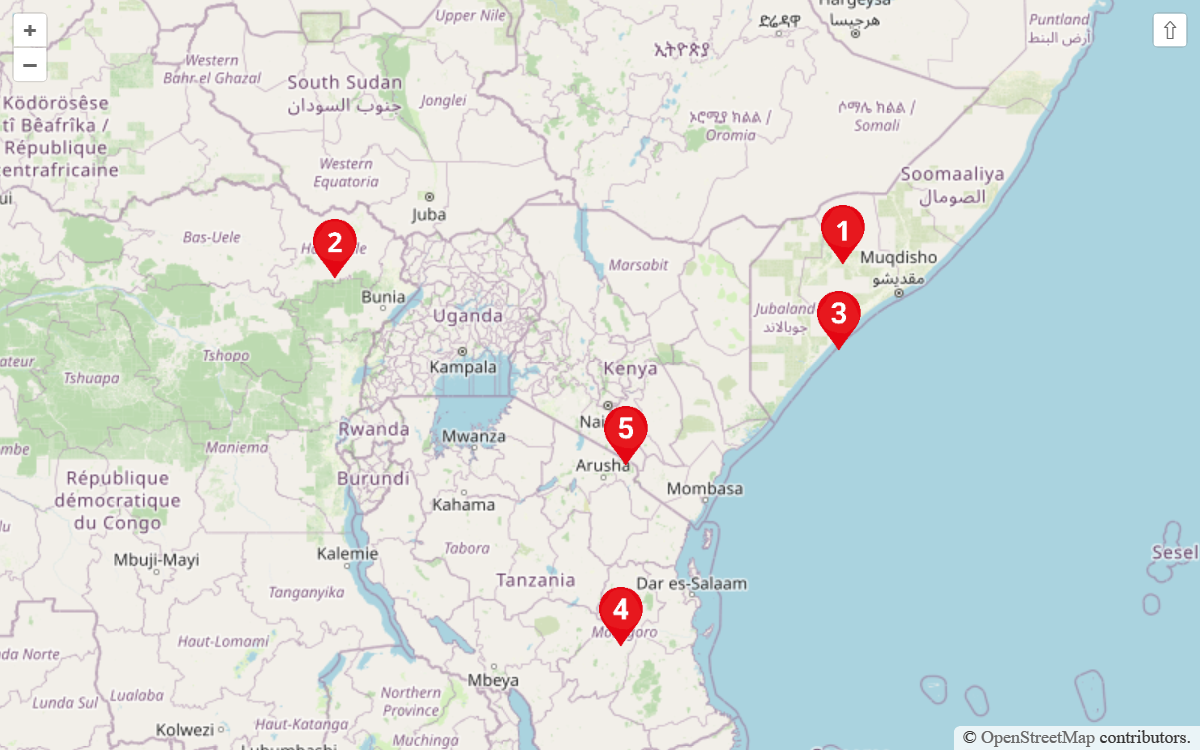 +
−
⇧
Upper Nile
Hargeysa
هرجيسا
ድሬዳዋ
Puntland
أرض البنط
ኢትዮጵያ
Western
Bahr el Ghazal
South Sudan
جنوب السودان
Jonglei
Ködörösêse
tî Bêafrîka /
République
centrafricaine
ኦሮሚያ ክልል /
Oromia
ሶማሌ ክልል /
Somali
Western
Equatoria
Soomaaliya
الصومال
Juba
Bas-Uele
1
2
Muqdisho
مقديشو
Marsabit
Bunia
Jubaland
جوبالاند
3
Uganda
Tshopo
Tshuapa
Kampala
Kenya
5
Rwanda
Mwanza
Maniema
Arusha
République
démocratique
du Congo
Burundi
Kahama
Mombasa
Mbuji-Mayi
Kalemie
Tabora
Tanzania
Dar es-Salaam
Tanganyika
4
Haut-Lomami
Mbeya
Lualaba
Lunda Sul
Northern
Province
Kolwezi
Haut-Katanga
Muchinga
Lubumbashi
© OpenStreetMap contributors.